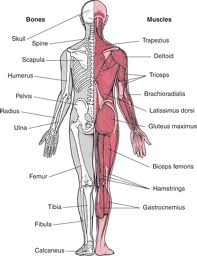 Bones
Skull
Spine
Scapula
Humerus
Pelvis
Radius
Ulna
Femur
Tibia
Fibula
Calcaneus
Muscles
Trapezius
Deltoid
Triceps
Brachioradialis
Latissimus dorsi
Gluteus maximus
Biceps femoris
Hamstrings
Gastrocnemius